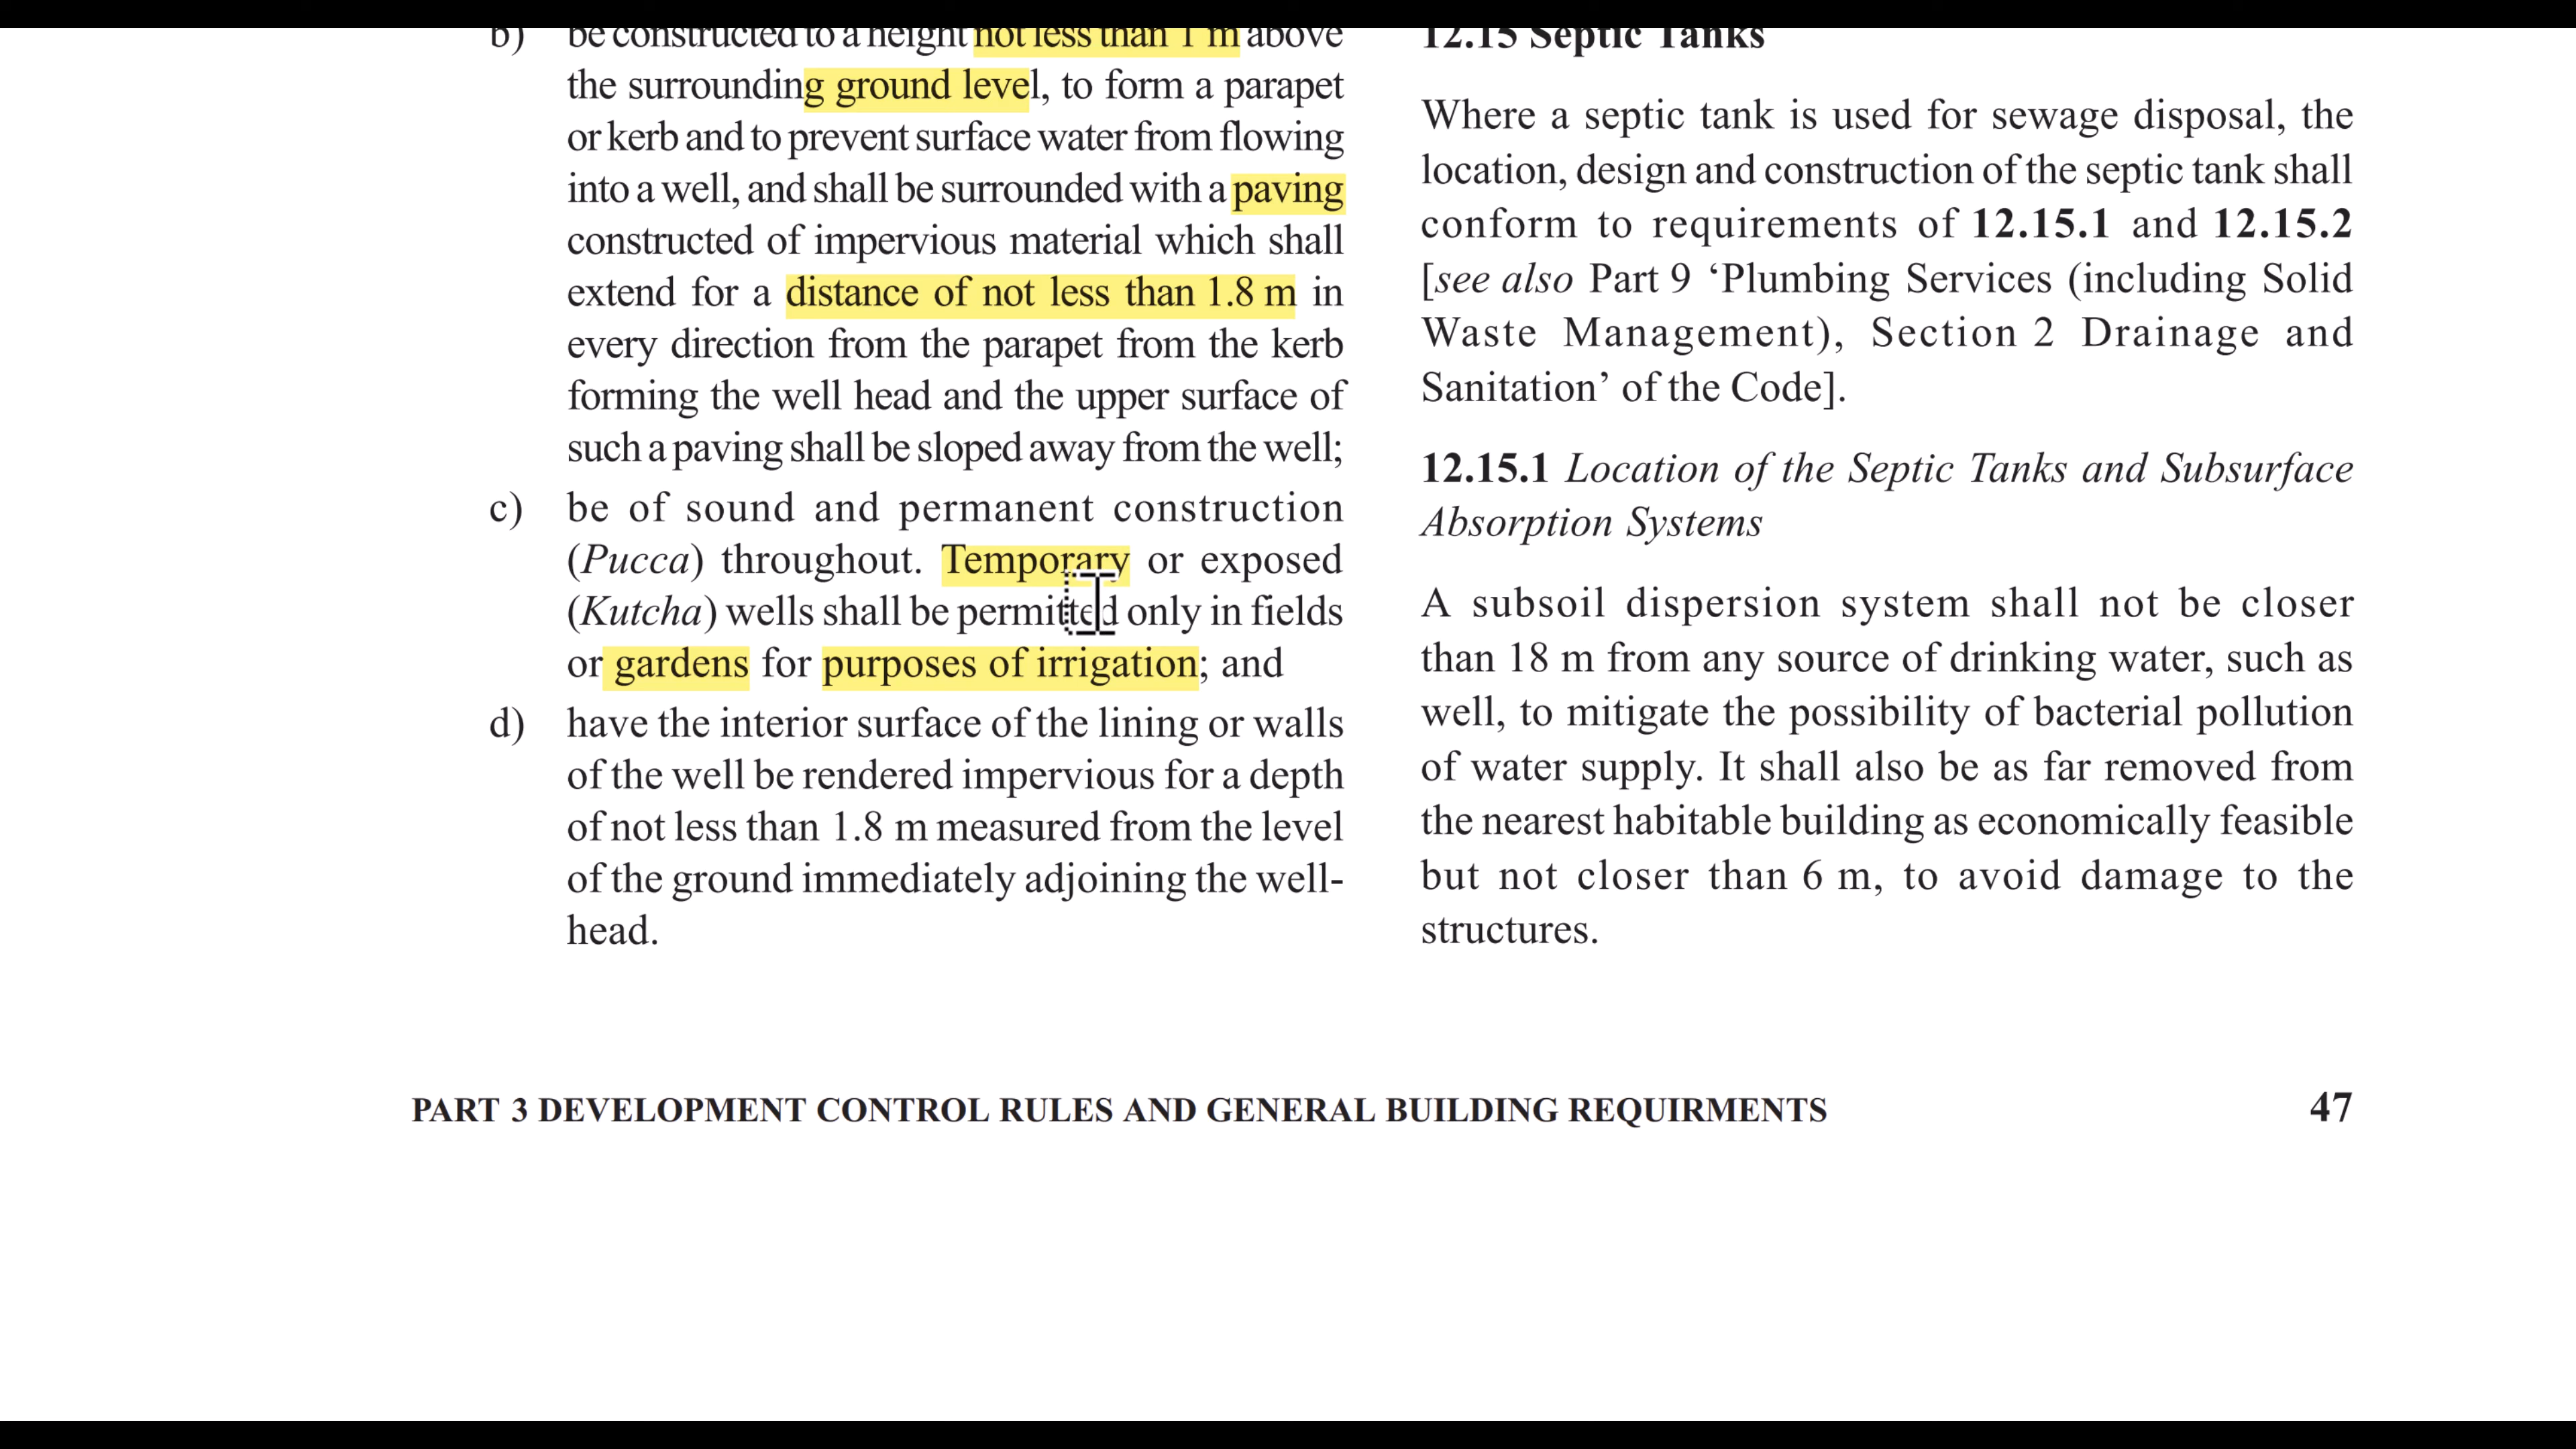 b) be constructed to a height not less than 1 m above
the surrounding ground level, to form a parapet
or kerb and to prevent surface water from flowing
into a well, and shall be surrounded with a paving
constructed of impervious material which shall
extend for a distance of not less than 1.8 m in
every direction from the parapet from the kerb
forming the well head and the upper surface of
such a paving shall be sloped away from the well;
c) be of sound and permanent construction
(Pucca) throughout. Temporary or exposed
(Kutcha) wells shall be permitted only in fields
or gardens for purposes of irrigation; and
d) have the interior surface of the lining or walls
of the well be rendered impervious for a depth
of not less than 1.8 m measured from the level
of the ground immediately adjoining the well-
head.
12.15 Septic Tanks
Where a septic tank is used for sewage disposal, the
location, design and construction of the septic tank shall
conform to requirements of 12.15.1 and 12.15.2
[see also Part 9 ‘Plumbing Services (including Solid
Waste Management), Section 2 Drainage and
Sanitation’ of the Code].
12.15.1 Location of the Septic Tanks and Subsurface
Absorption Systems
A subsoil dispersion system shall not be closer
than 18 m from any source of drinking water, such as
well, to mitigate the possibility of bacterial pollution
of water supply. It shall also be as far removed from
the nearest habitable building as economically feasible
but not closer than 6 m, to avoid damage to the
structures.
PART 3 DEVELOPMENT CONTROL RULES AND GENERAL BUILDING REQUIRMENTS 47